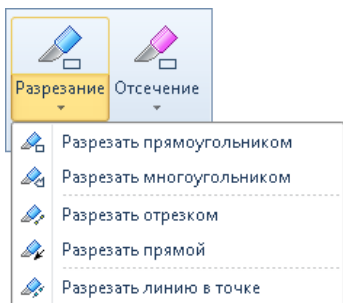 Разрезание Отсечение
Разрезать прямоугольником
Разрезать многоугольником
Разрезать отрезком
Разрезать прямой
Разрезать линию в точке